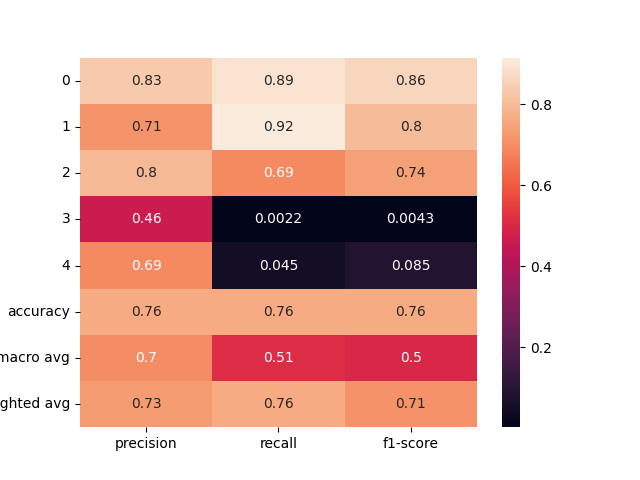 0 0.83 0.89 0.86
1 0.71 0.92 0.8
2 0.8 0.69 0.74
3 0.46 0.0022 0.0043
4 0.69 0.045 0.085
accuracy 0.76 0.76 0.76
macro avg 0.7 0.51 0.5
ghted avg 0.73 0.76 0.71
precision recall f1-score
0.8
0.6
0.4
0.2